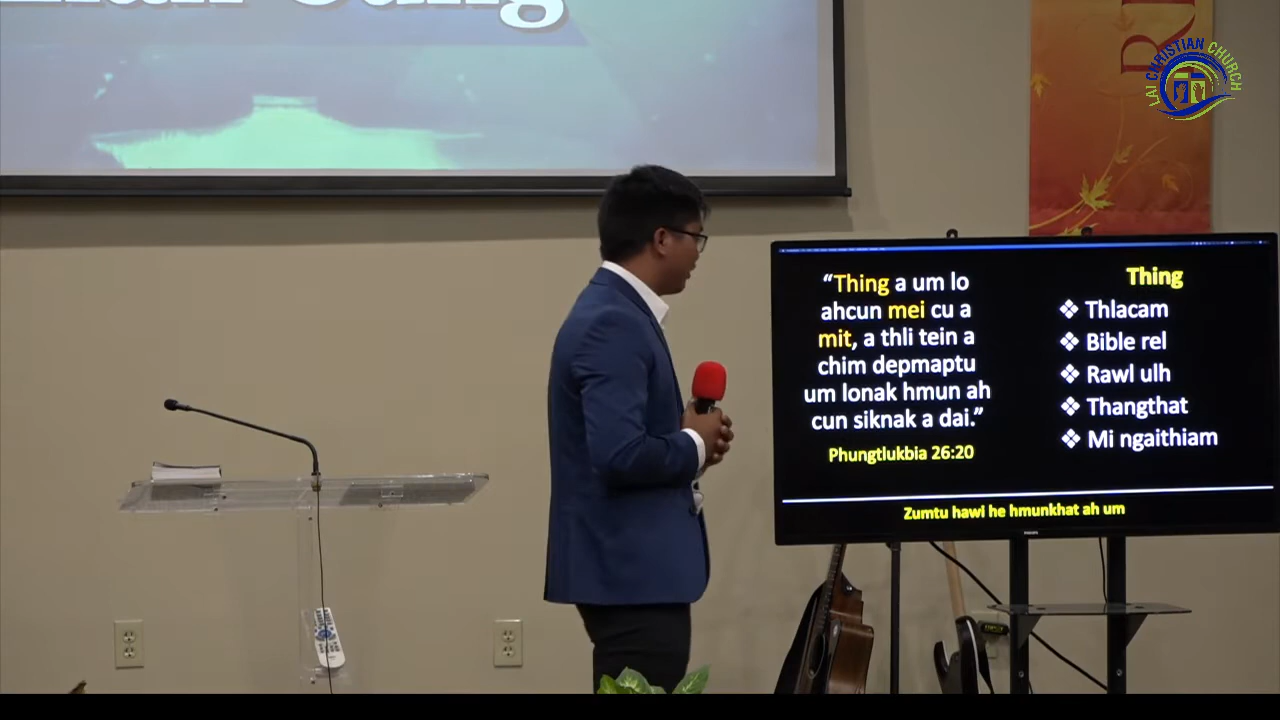 LAI CHRISTIAN CHURCH
“Thing a um lo
ahcun mei cu a
mit, a thli tein a
chim depmaptu
um lonak hmun ah
cun siknak a dai.”
Phungtlukbia 26:20
Thing
❖ Thlacam
❖ Bible rel
❖ Rawl ulh
❖ Thangthat
❖ Mi ngaithiam
Zumtu hawi he hmunkhat ah um